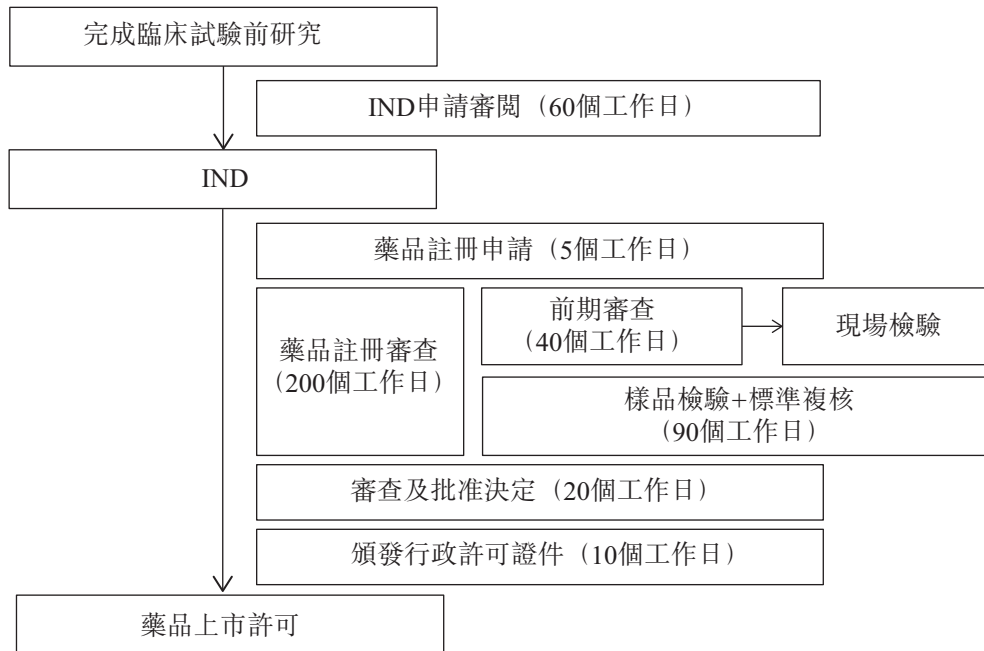 完成臨床試驗前研究
IND申請審閲（60個工作日）
IND
藥品註冊申請（5個工作日）
藥品註冊審查
（200個工作日）
前期審查
（40個工作日）
現場檢驗
樣品檢驗+標準複核
（90個工作日）
審查及批准決定（20個工作日）
頒發行政許可證件（10個工作日）
藥品上市許可